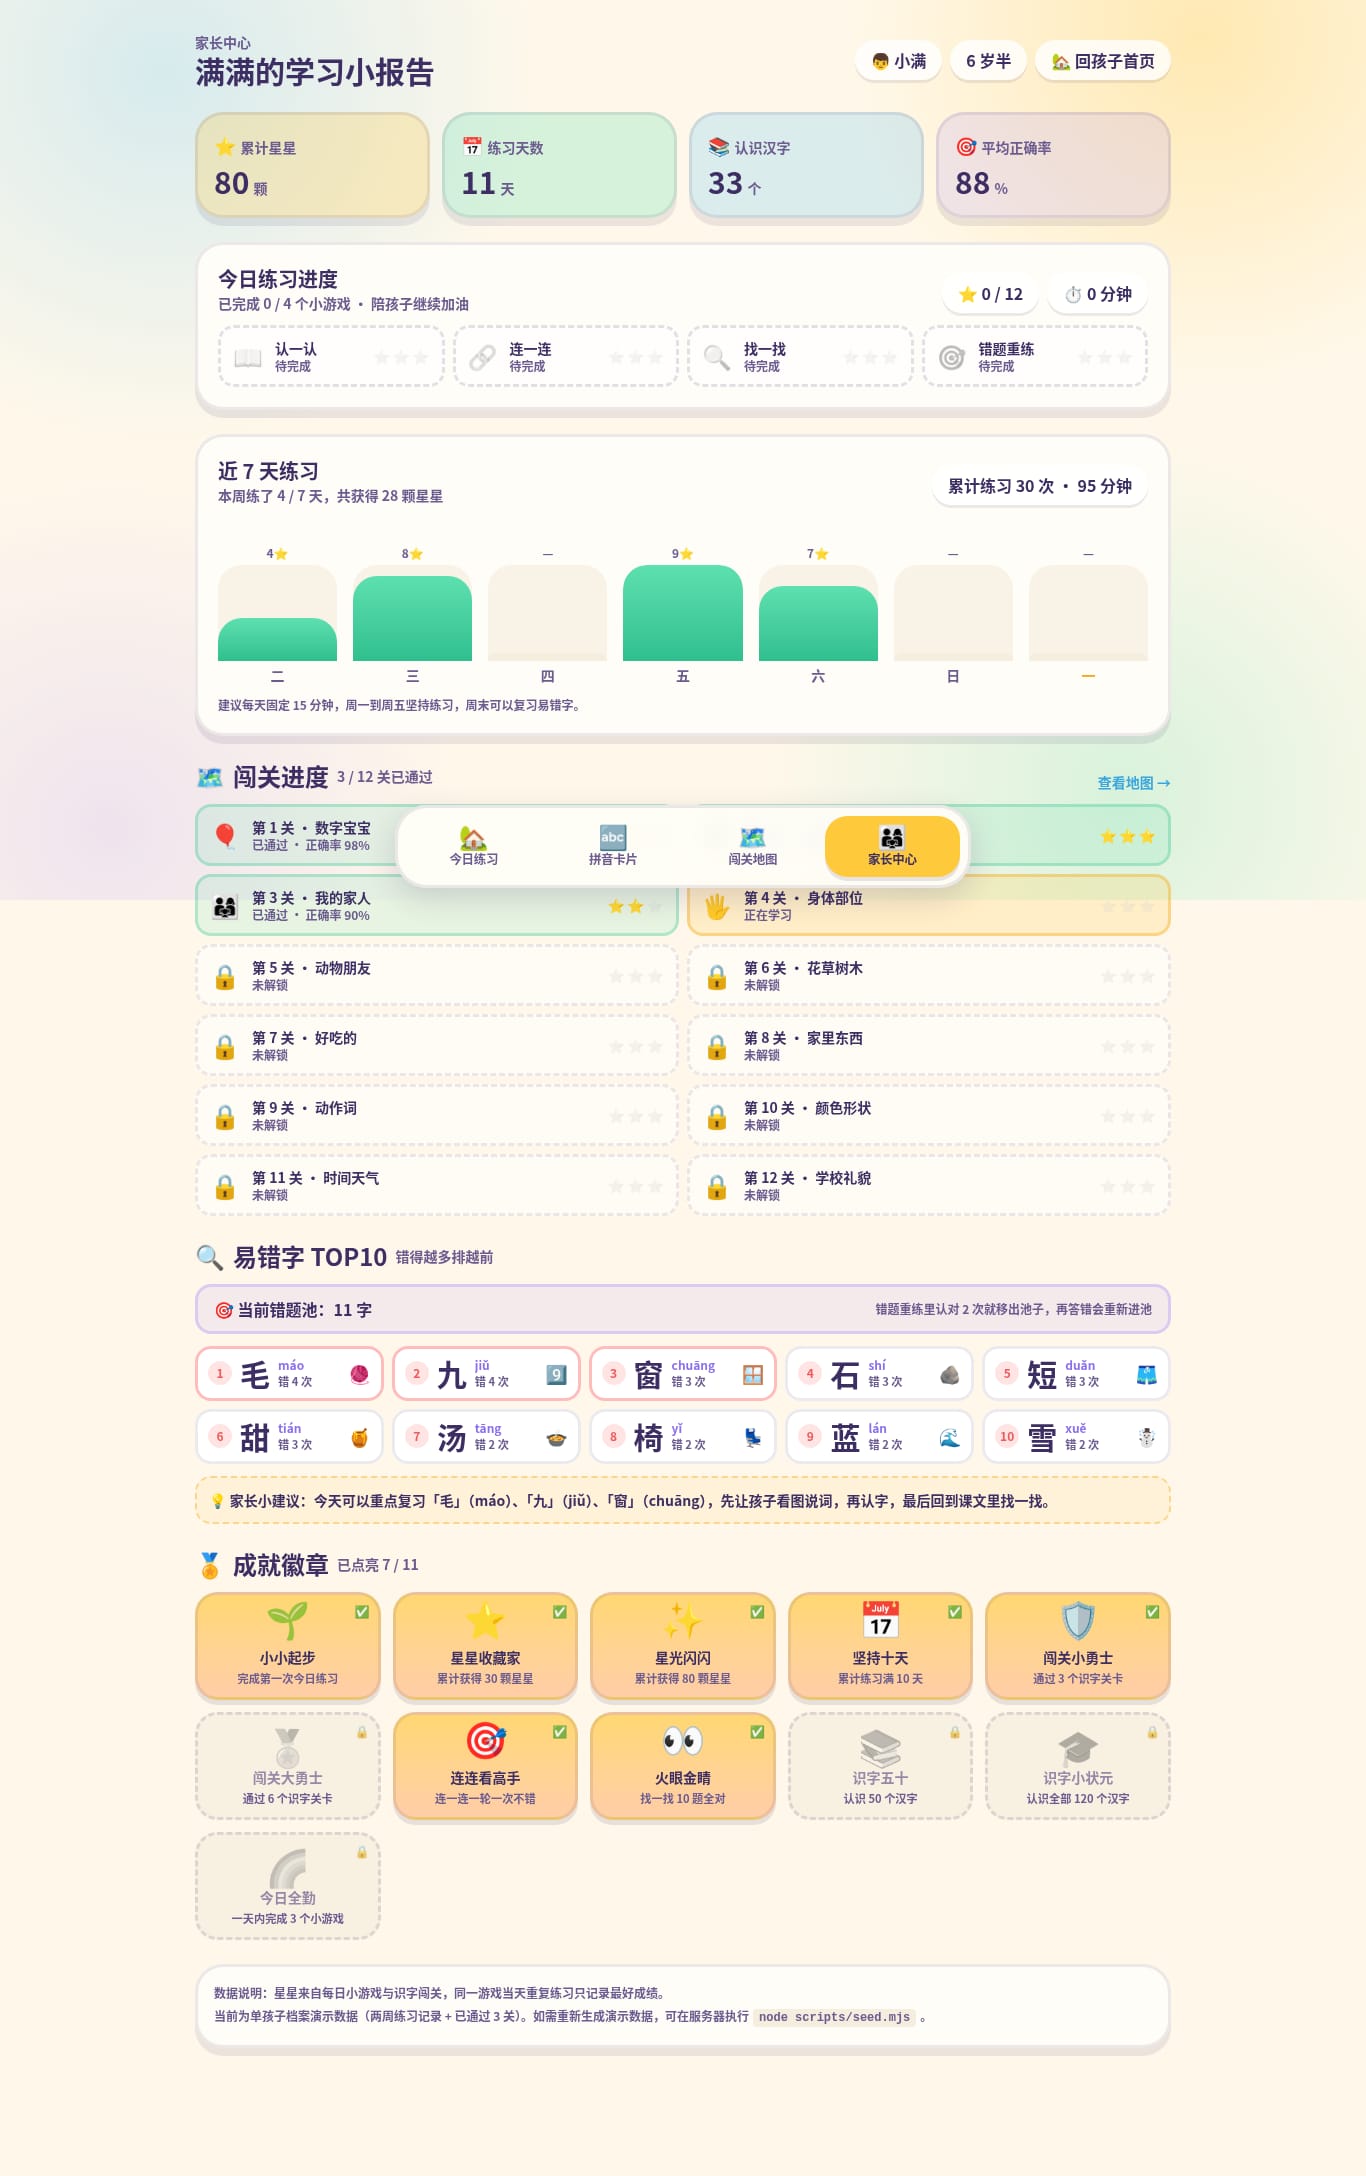 家长中心
满满的学习小报告
👦 小满
6 岁半
🏡 回孩子首页
⭐ 累计星星
80 颗
📅 练习天数
11 天
📚 认识汉字
33 个
🎯 平均正确率
88 %
今日练习进度
已完成 0 / 4 个小游戏 · 陪孩子继续加油
⭐ 0 / 12
⏱️ 0 分钟
认一认
待完成
连一连
待完成
找一找
待完成
错题重练
待完成
近 7 天练习
本周练了 4 / 7 天，共获得 28 颗星星
累计练习 30 次 · 95 分钟
4⭐
8⭐
—
9⭐
7⭐
—
—
二
三
四
五
六
日
一
建议每天固定 15 分钟，周一到周五坚持练习，周末可以复习易错字。
🗺️ 闯关进度 3 / 12 关已通过
查看地图 →
第 1 关 · 数字宝宝
已通过 · 正确率 98%
今日练习
拼音卡片
闯关地图
家长中心
第 3 关 · 我的家人
已通过 · 正确率 90%
第 4 关 · 身体部位
正在学习
第 5 关 · 动物朋友
未解锁
第 6 关 · 花草树木
未解锁
第 7 关 · 好吃的
未解锁
第 8 关 · 家里东西
未解锁
第 9 关 · 动作词
未解锁
第 10 关 · 颜色形状
未解锁
第 11 关 · 时间天气
未解锁
第 12 关 · 学校礼貌
未解锁
🔍 易错字 TOP10 错得越多排越前
🎯 当前错题池：11 字
错题重练里认对 2 次就移出池子，再答错会重新进池
1 毛 máo
错 4 次
2 九 jiǔ
错 4 次
3 窗 chuāng
错 3 次
4 石 shí
错 3 次
5 短 duǎn
错 3 次
6 甜 tián
错 3 次
7 汤 tāng
错 2 次
8 椅 yǐ
错 2 次
9 蓝 lán
错 2 次
10 雪 xuě
错 2 次
💡 家长小建议：今天可以重点复习「毛」（máo）、「九」（jiǔ）、「窗」（chuāng），先让孩子看图说词，再认字，最后回到课文里找一找。
🏅 成就徽章 已点亮 7 / 11
小小起步
完成第一次今日练习
星星收藏家
累计获得 30 颗星星
星光闪闪
累计获得 80 颗星星
坚持十天
累计练习满 10 天
闯关小勇士
通过 3 个识字关卡
闯关大勇士
通过 6 个识字关卡
连连看高手
连一连一轮一次不错
火眼金睛
找一找 10 题全对
识字五十
认识 50 个汉字
识字小状元
认识全部 120 个汉字
今日全勤
一天内完成 3 个小游戏
数据说明：星星来自每日小游戏与识字闯关，同一游戏当天重复练习只记录最好成绩。
当前为单孩子档案演示数据（两周练习记录 + 已通过 3 关）。如需重新生成演示数据，可在服务器执行 node scripts/seed.mjs 。